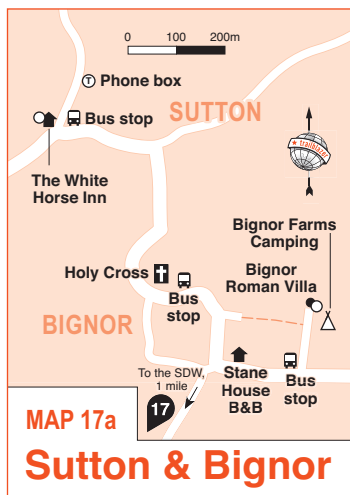 0 100 200m
T Phone box
SUTTON
Bus stop
The White
Horse Inn
★ trailblazer
Bignor Farms
Camping
Bignor
Roman Villa
Holy Cross
Bus
stop
BIGNOR
Stane
House
B&B
Bus
stop
To the SDW,
1 mile
17
MAP 17a
Sutton & Bignor